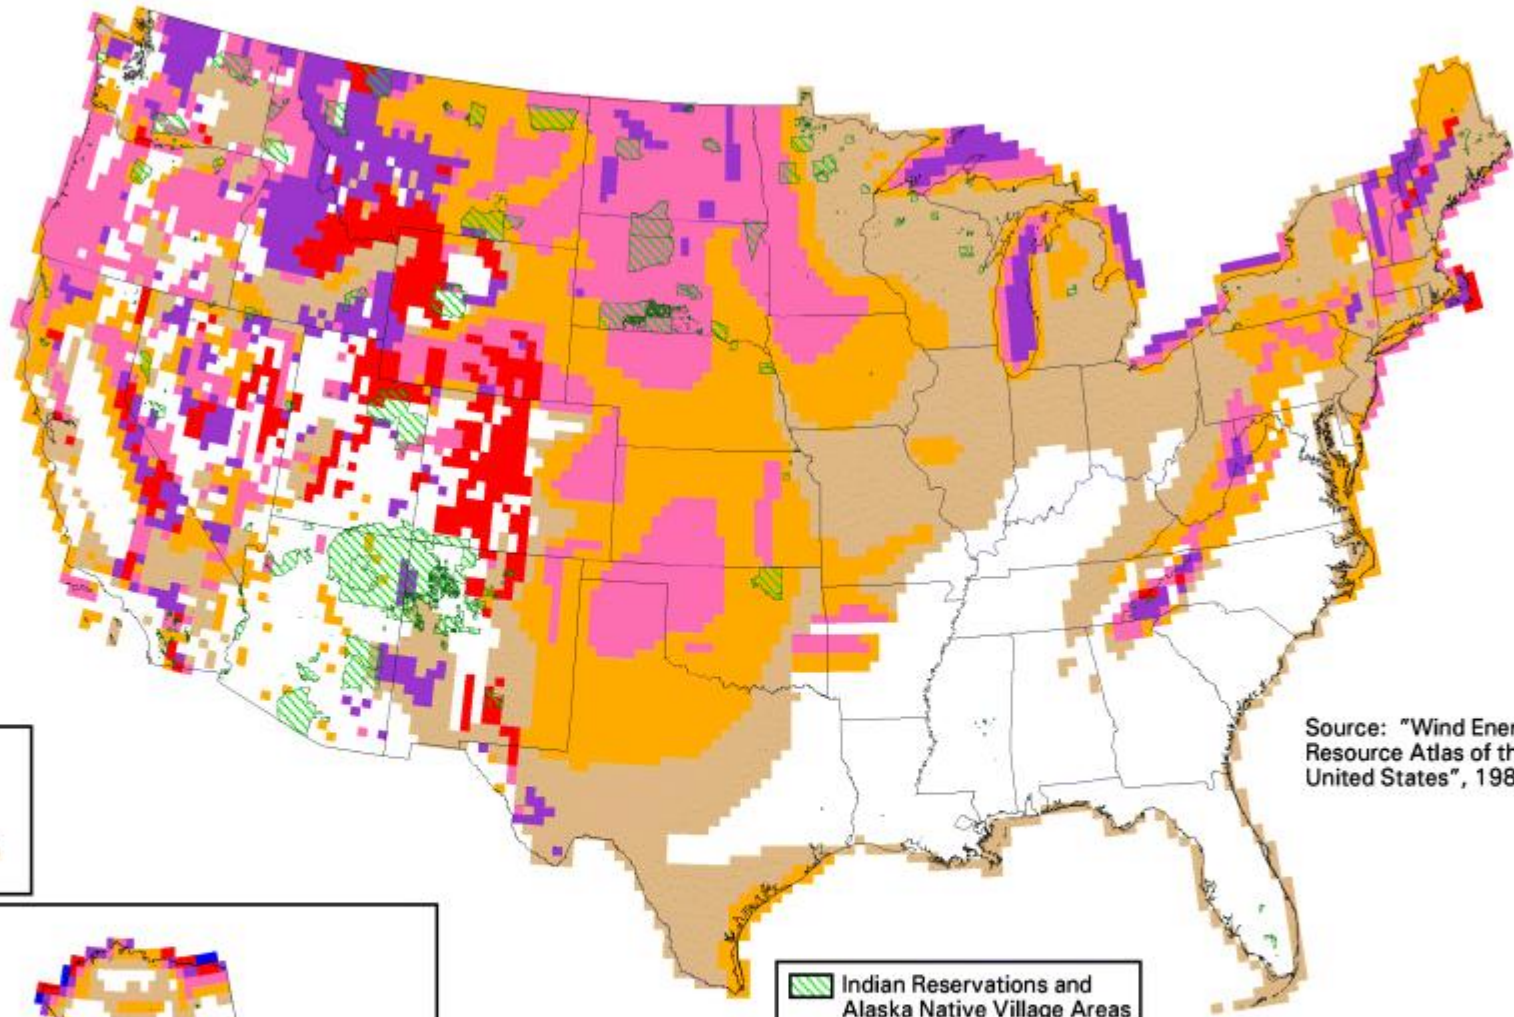 Source: "Wind Ener
Resource Atlas of th
United States", 198
Indian Reservations and
Alaska Native Village Areas